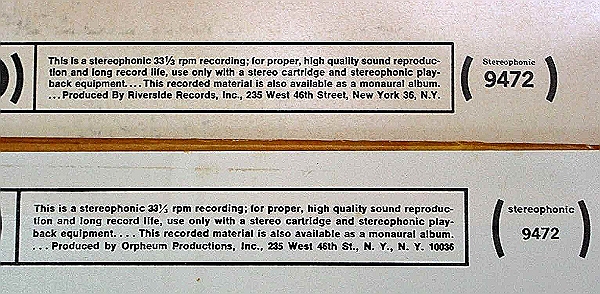 This is a stereophonic 33⅓ rpm recording; for proper, high quality sound reproduc-
tion and long record life, use only with a stereo cartridge and stereophonic play-
back equipment.... This recorded material is also available as a monaural album.
...Produced By Riverside Records, Inc., 235 West 46th Street, New York 36, N.Y.
Stereophonic
9472
This is a stereophonic 33⅓ rpm recording; for proper, high quality sound reproduc-
tion and long record life, use only with a stereo cartridge and stereophonic play-
back equipment.... This recorded material is also available as a monaural album.
...Produced by Orpheum Productions, Inc., 235 West 46th St., N. Y., N. Y. 10036
stereophonic
9472